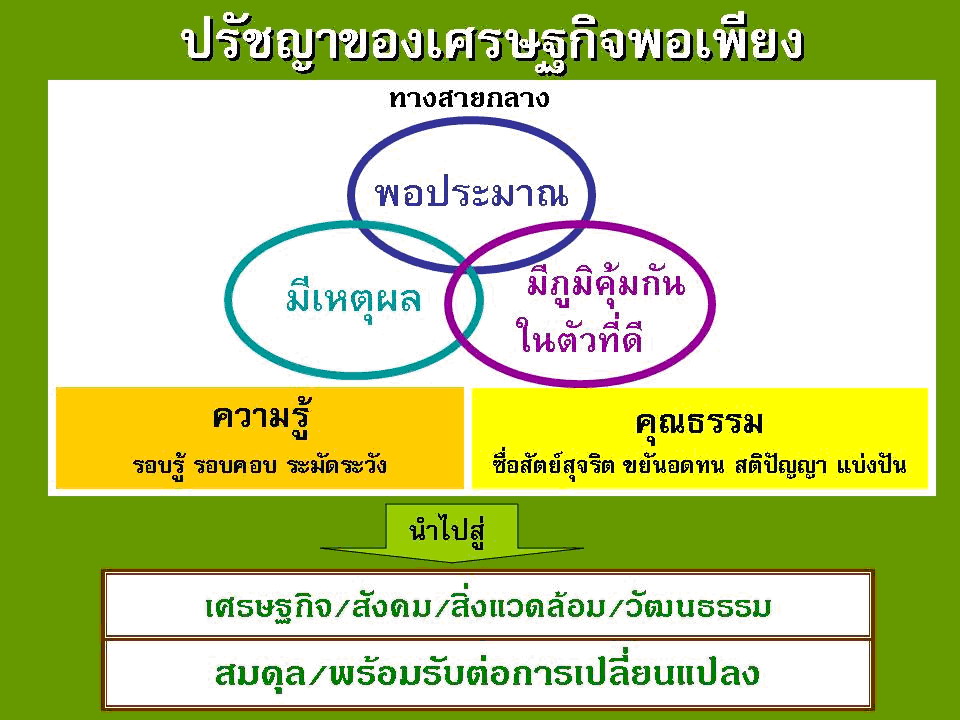 ปรัชญาของเศรษฐกิจพอเพียง
ทางสายกลาง
พอประมาณ
มีเหตุผล
มีภูมิคุ้มกัน
ในตัวที่ดี
ความรู้
รอบรู้ รอบคอบ ระมัดระวัง
คุณธรรม
ซื่อสัตย์สุจริต ขยันอดทน สติปัญญา แบ่งปัน
นำไปสู่
เศรษฐกิจ/สังคม/สิ่งแวดล้อม/วัฒนธรรม
สมดุล/พร้อมรับต่อการเปลี่ยนแปลง